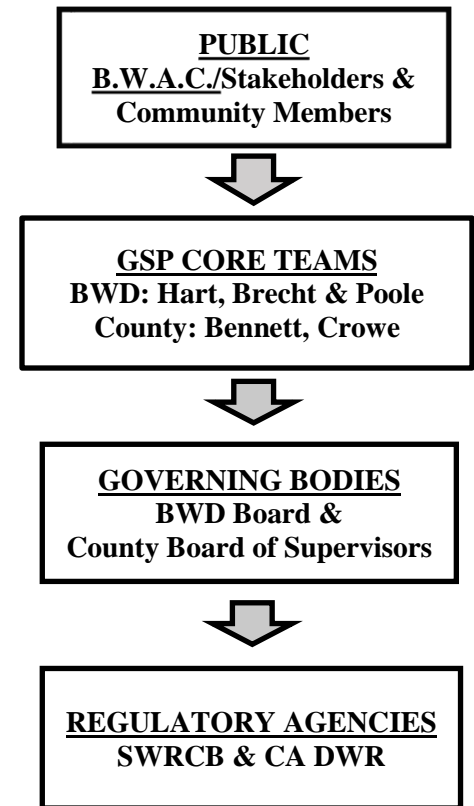 PUBLIC
B.W.A.C./Stakeholders &
Community Members
GSP CORE TEAMS
BWD: Hart, Brecht & Poole
County: Bennett, Crowe
GOVERNING BODIES
BWD Board &
County Board of Supervisors
REGULATORY AGENCIES
SWRCB & CA DWR